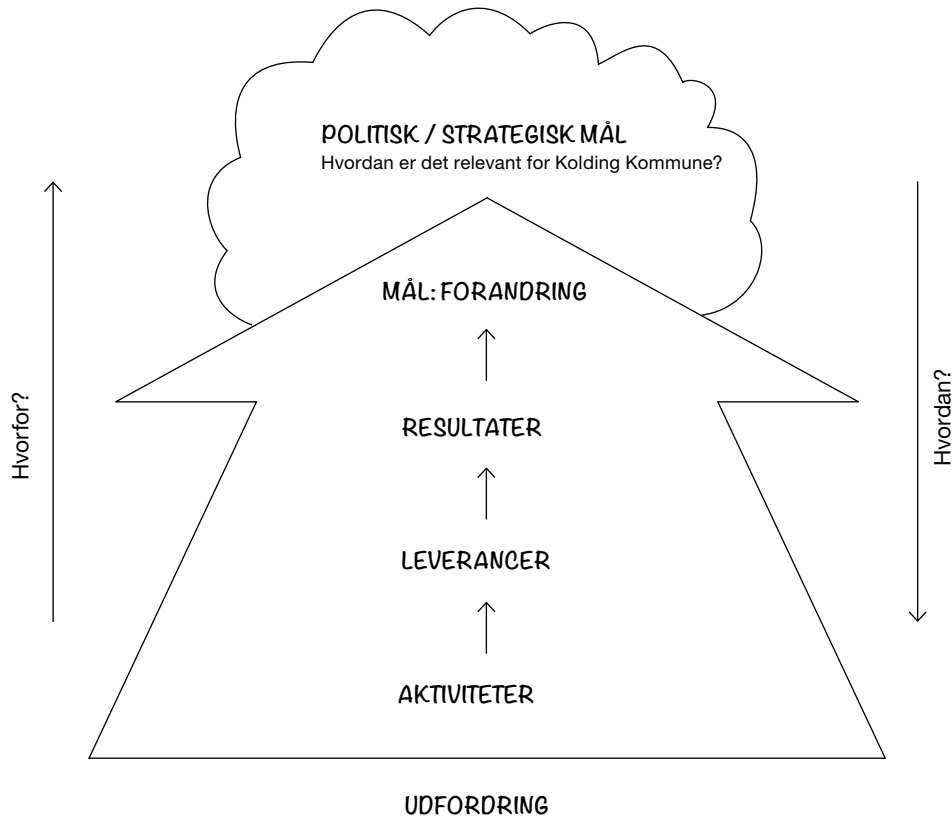 POLITISK / STRATEGISK MÅL
Hvordan er det relevant for Kolding Kommune?
MÅL: FORANDRING
Hvorfor?
Hvordan?
RESULTATER
LEVERANCER
AKTIVITETER
UDFORDRING